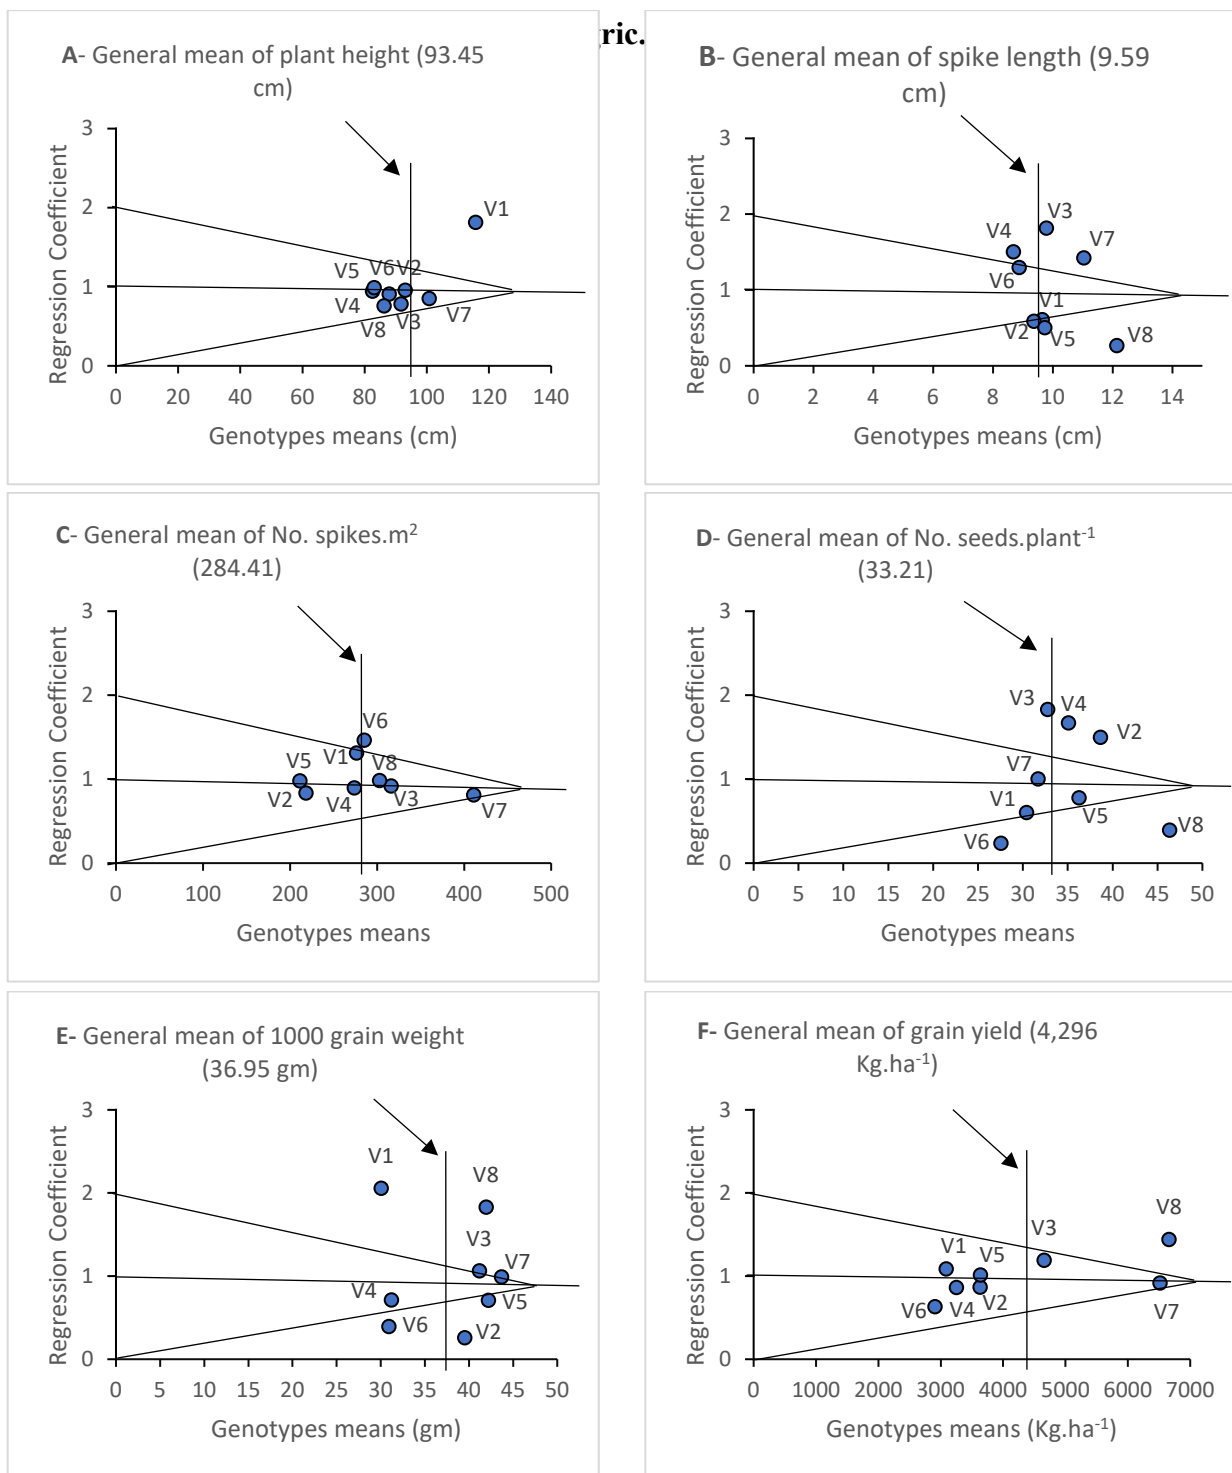 gric.
A- General mean of plant height (93.45
cm)
3
2
1
0
Regression Coefficient
V1
V5
V6
V2
V4
V8
V3
V7
0 20 40 60 80 100 120 140
Genotypes means (cm)
B- General mean of spike length (9.59
cm)
3
2
1
0
Regression Coefficient
V3
V4
V7
V6
V1
V2
V5
V8
0 2 4 6 8 10 12 14
Genotypes means (cm)
C- General mean of No. spikes.m²
(284.41)
3
2
1
0
Regression Coefficient
V6
V1
V8
V5
V2
V4
V3
V7
0 100 200 300 400 500
Genotypes means
D- General mean of No. seeds.plant⁻¹
(33.21)
3
2
1
0
Regression Coefficient
V3
V4
V2
V7
V1
V5
V6
V8
0 5 10 15 20 25 30 35 40 45 50
Genotypes means
E- General mean of 1000 grain weight
(36.95 gm)
3
2
1
0
Regression Coefficient
V1
V8
V3
V7
V4
V5
V6
V2
0 5 10 15 20 25 30 35 40 45 50
Genotypes means (gm)
F- General mean of grain yield (4,296
Kg.ha⁻¹)
3
2
1
0
Regression Coefficient
V8
V3
V1
V5
V6
V4
V2
V7
0 1000 2000 3000 4000 5000 6000 7000
Genotypes means (Kg.ha⁻¹)